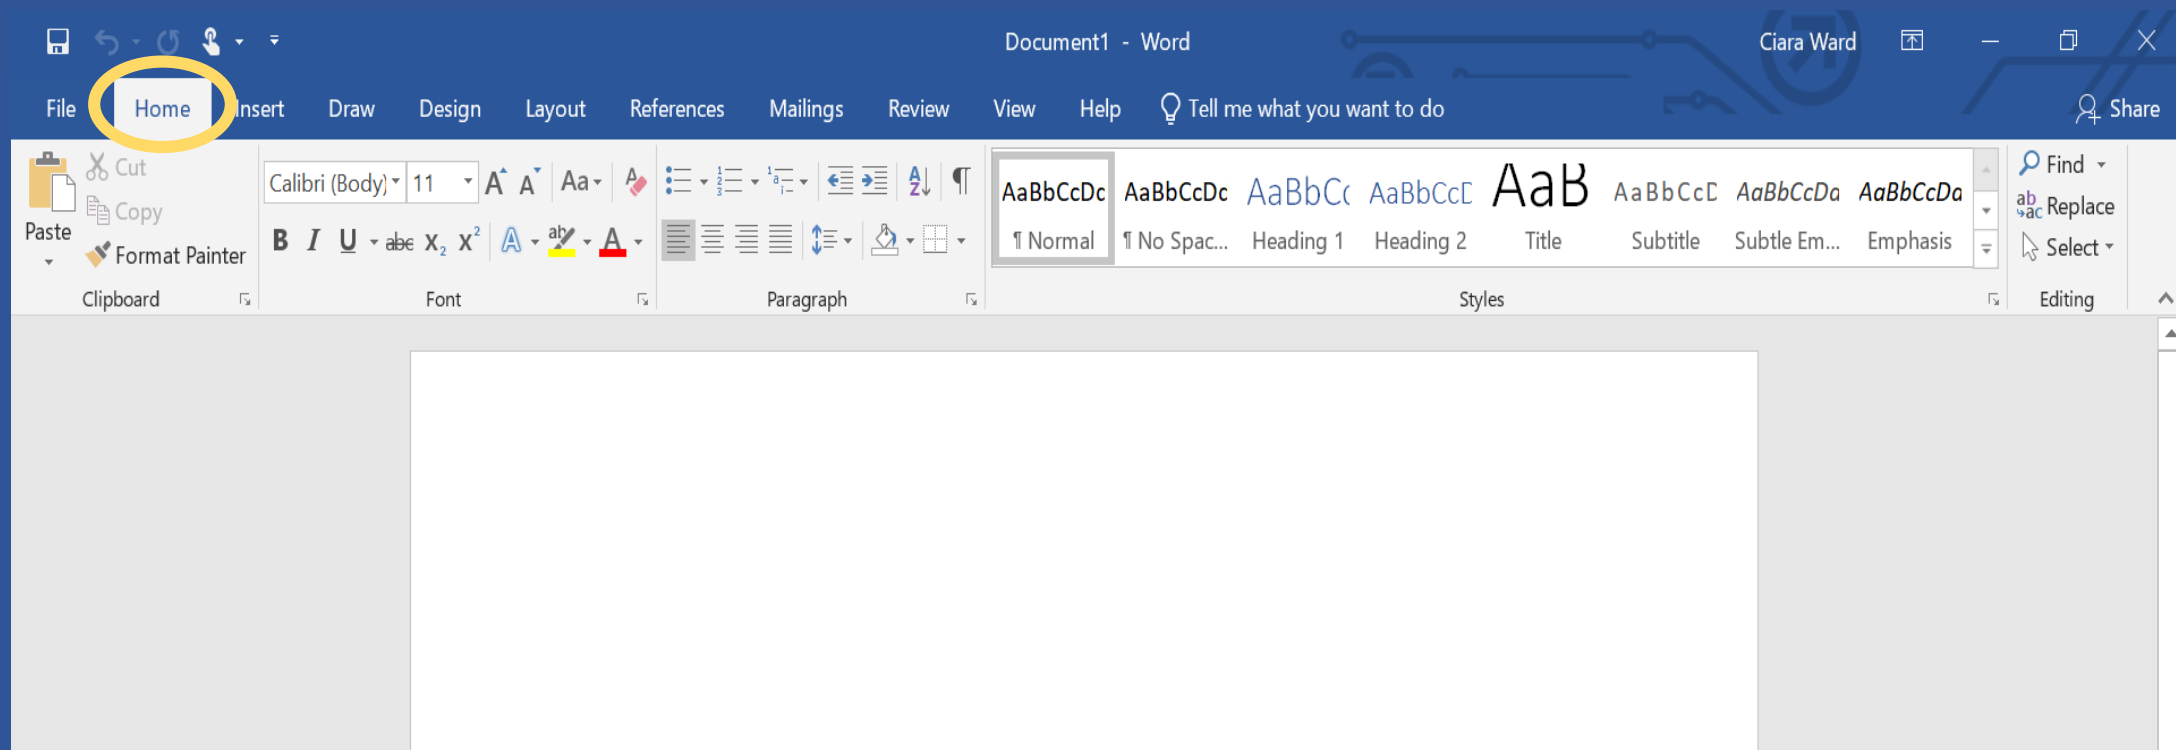 Document1 - Word
Ciara Ward
File Home Insert Draw Design Layout References Mailings Review View Help Tell me what you want to do Share
Cut
Copy
Paste
Format Painter
Clipboard
Calibri (Body) 11
Aa
B I U abc X₂ X²
Font
Paragraph
AaBbCcDc AaBbCcDc AaBbC( AaBbCcD AaB AaBbCcD AaBbCcDa AaBbCcDa
¶ Normal ¶ No Spac... Heading 1 Heading 2 Title Subtitle Subtle Em... Emphasis
Styles
Find
Replace
Select
Editing